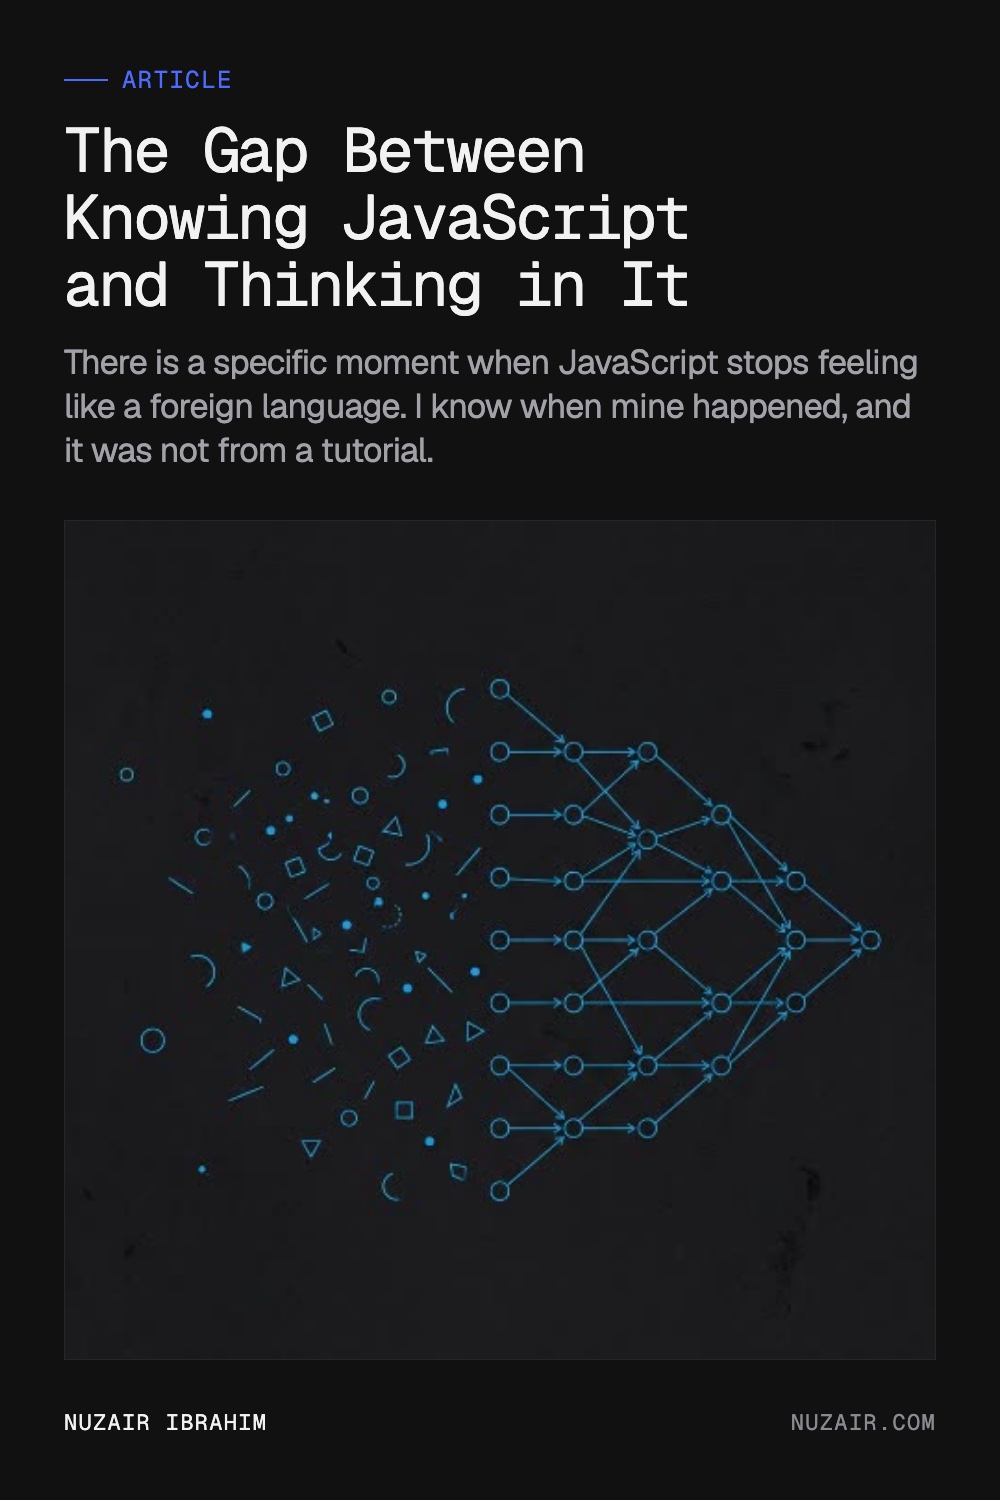 ARTICLE
The Gap Between
Knowing JavaScript
and Thinking in It
There is a specific moment when JavaScript stops feeling
like a foreign language. I know when mine happened, and
it was not from a tutorial.
NUZAIR IBRAHIM
NUZAIR.COM